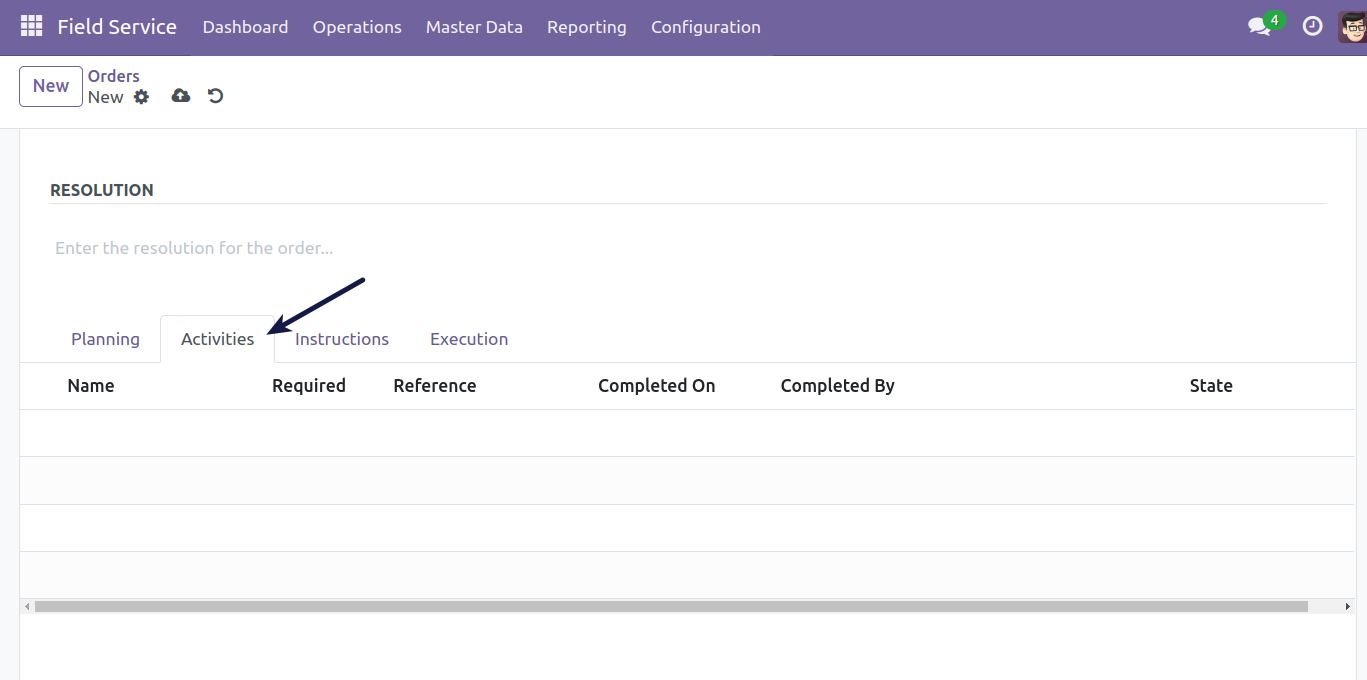 Field Service Dashboard Operations Master Data Reporting Configuration 4
New Orders
New
RESOLUTION
Enter the resolution for the order...
Planning Activities Instructions Execution
Name Required Reference Completed On Completed By State